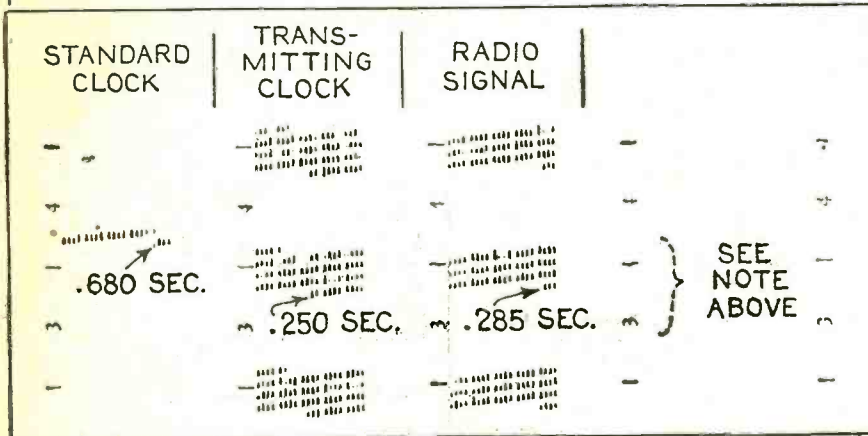 STANDARD
CLOCK
TRANS-
MITTING
CLOCK
RADIO
SIGNAL
.680 SEC.
.250 SEC.
.285 SEC.
SEE
NOTE
ABOVE